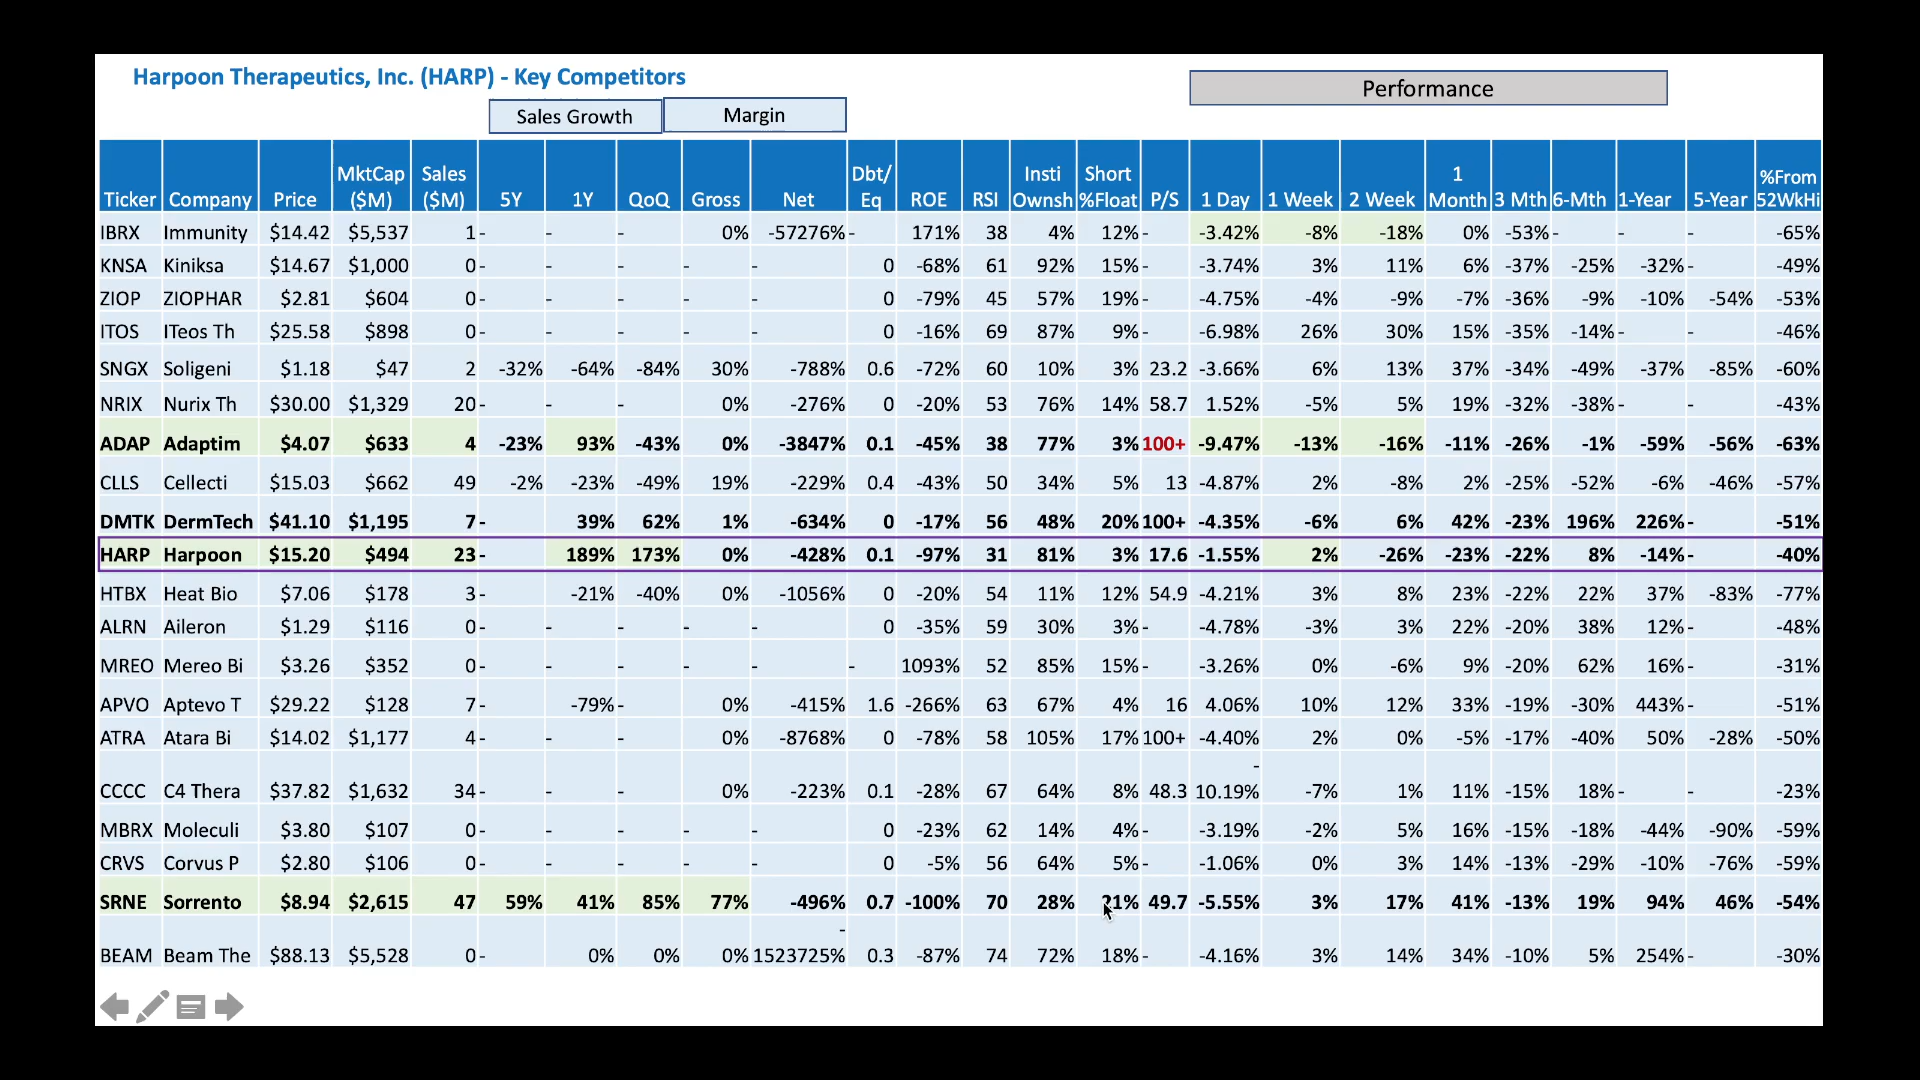 Harpoon Therapeutics, Inc. (HARP) - Key Competitors
Performance
Sales Growth Margin
Ticker Company Price MktCap ($M) Sales ($M) 5Y 1Y QoQ Gross Net Dbt/ Eq ROE RSI Insti Ownsh Short %Float P/S 1 Day 1 Week 2 Week 1 Month 3 Mth 6-Mth 1-Year 5-Year %From 52WkHi
IBRX Immunity $14.42 $5,537 1 - - - 0% -57276% - 171% 38 4% 12% - -3.42% -8% -18% 0% -53% - - - -65%
KNSA Kiniksa $14.67 $1,000 0 - - - - - 0 -68% 61 92% 15% - -3.74% 3% 11% 6% -37% -25% -32% - -49%
ZIOP ZIOPHAR $2.81 $604 0 - - - - - 0 -79% 45 57% 19% - -4.75% -4% -9% -7% -36% -9% -10% -54% -53%
ITOS ITeos Th $25.58 $898 0 - - - - - 0 -16% 69 87% 9% - -6.98% 26% 30% 15% -35% -14% - - -46%
SNGX Soligeni $1.18 $47 2 -32% -64% -84% 30% -788% 0.6 -72% 60 10% 3% 23.2 -3.66% 6% 13% 37% -34% -49% -37% -85% -60%
NRIX Nurix Th $30.00 $1,329 20 - - - 0% -276% 0 -20% 53 76% 14% 58.7 1.52% -5% 5% 19% -32% -38% - - -43%
ADAP Adaptim $4.07 $633 4 -23% 93% -43% 0% -3847% 0.1 -45% 38 77% 3% 100+ -9.47% -13% -16% -11% -26% -1% -59% -56% -63%
CLLS Cellecti $15.03 $662 49 -2% -23% -49% 19% -229% 0.4 -43% 50 34% 5% 13 -4.87% 2% -8% 2% -25% -52% -6% -46% -57%
DMTK DermTech $41.10 $1,195 7 - 39% 62% 1% -634% 0 -17% 56 48% 20% 100+ -4.35% -6% 6% 42% -23% 196% 226% - -51%
HARP Harpoon $15.20 $494 23 - 189% 173% 0% -428% 0.1 -97% 31 81% 3% 17.6 -1.55% 2% -26% -23% -22% 8% -14% - -40%
HTBX Heat Bio $7.06 $178 3 - -21% -40% 0% -1056% 0 -20% 54 11% 12% 54.9 -4.21% 3% 8% 23% -22% 22% 37% -83% -77%
ALRN Aileron $1.29 $116 0 - - - - - 0 -35% 59 30% 3% - -4.78% -3% 3% 22% -20% 38% 12% - -48%
MREO Mereo Bi $3.26 $352 0 - - - - - - 1093% 52 85% 15% - -3.26% 0% -6% 9% -20% 62% 16% - -31%
APVO Aptevo T $29.22 $128 7 - -79% - 0% -415% 1.6 -266% 63 67% 4% 16 4.06% 10% 12% 33% -19% -30% 443% - -51%
ATRA Atara Bi $14.02 $1,177 4 - - - 0% -8768% 0 -78% 58 105% 17% 100+ -4.40% 2% 0% -5% -17% -40% 50% -28% -50%
CCCC C4 Thera $37.82 $1,632 34 - - - 0% -223% 0.1 -28% 67 64% 8% 48.3 -10.19% -7% 1% 11% -15% 18% - - -23%
MBRX Moleculi $3.80 $107 0 - - - - - 0 -23% 62 14% 4% - -3.19% -2% 5% 16% -15% -18% -44% -90% -59%
CRVS Corvus P $2.80 $106 0 - - - - - 0 -5% 56 64% 5% - -1.06% 0% 3% 14% -13% -29% -10% -76% -59%
SRNE Sorrento $8.94 $2,615 47 59% 41% 85% 77% -496% 0.7 -100% 70 28% 21% 49.7 -5.55% 3% 17% 41% -13% 19% 94% 46% -54%
BEAM Beam The $88.13 $5,528 0 - 0% 0% 0% -1523725% 0.3 -87% 74 72% 18% - -4.16% 3% 14% 34% -10% 5% 254% - -30%